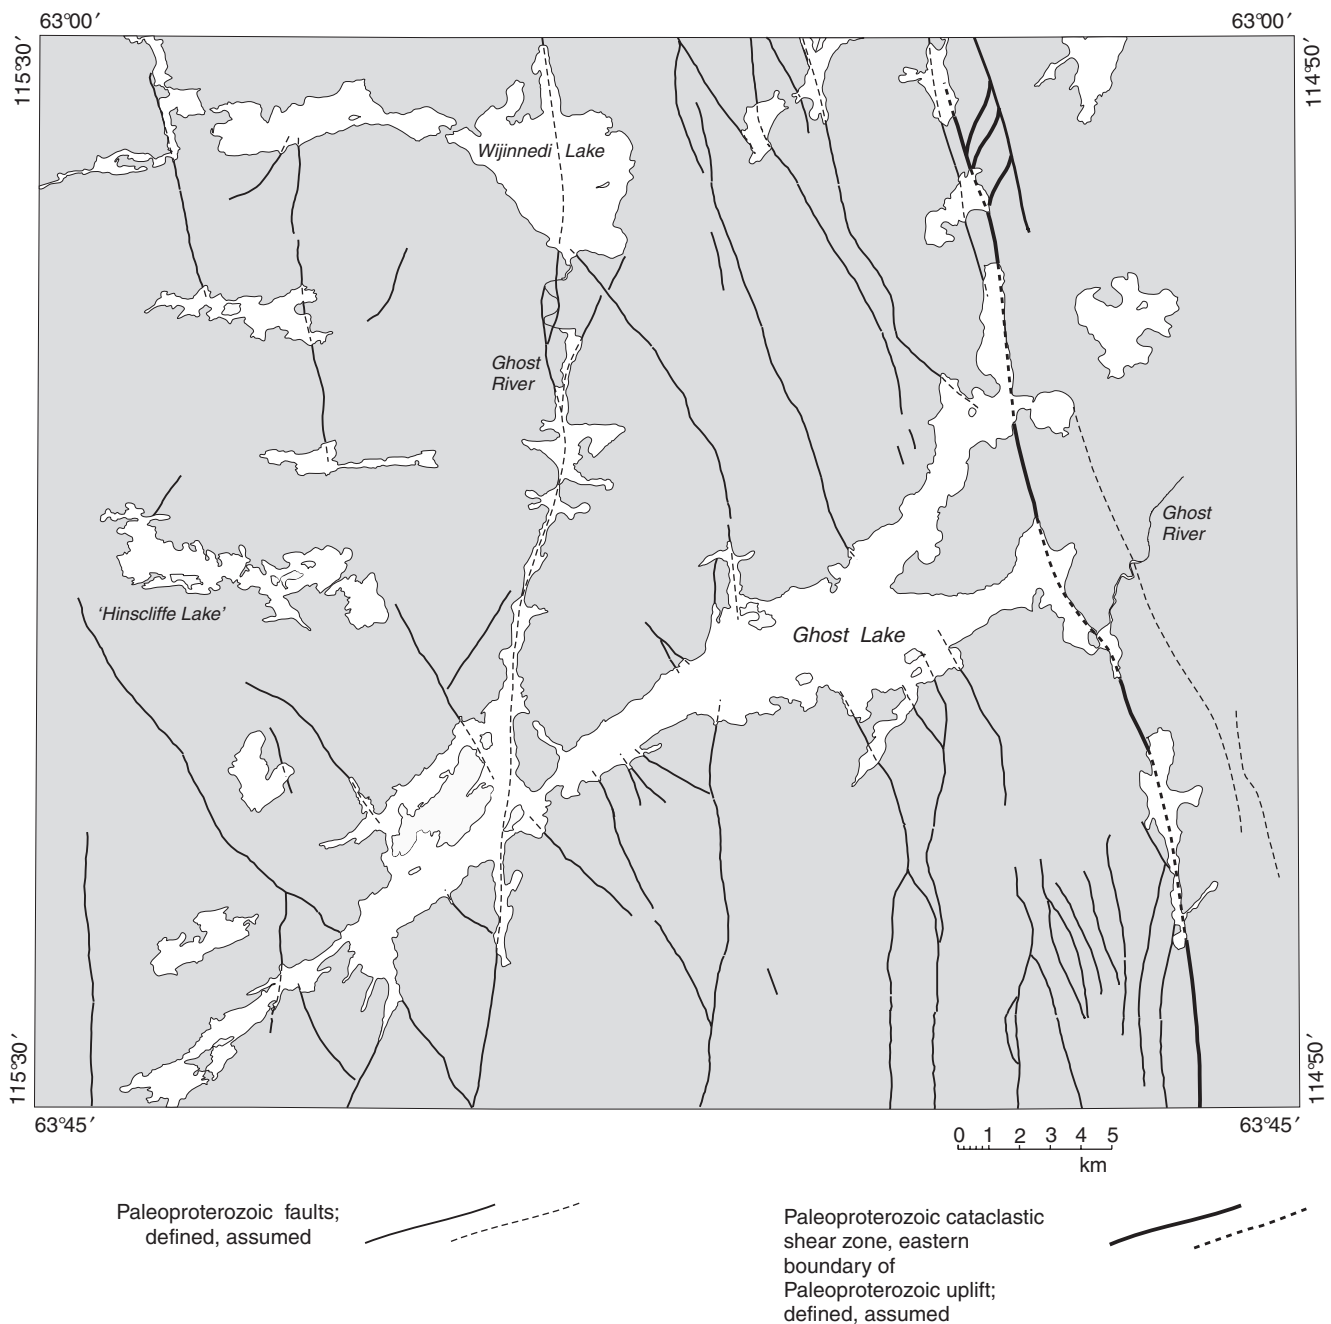 63°00′
63°00′
115°30′
114°50′
Wijinnedi Lake
Ghost
River
Ghost
River
'Hinscliffe Lake'
Ghost Lake
115°30′
114°50′
63°45′
63°45′
0 1 2 3 4 5
km
Paleoproterozoic faults;
defined, assumed
Paleoproterozoic cataclastic
shear zone, eastern
boundary of
Paleoproterozoic uplift;
defined, assumed